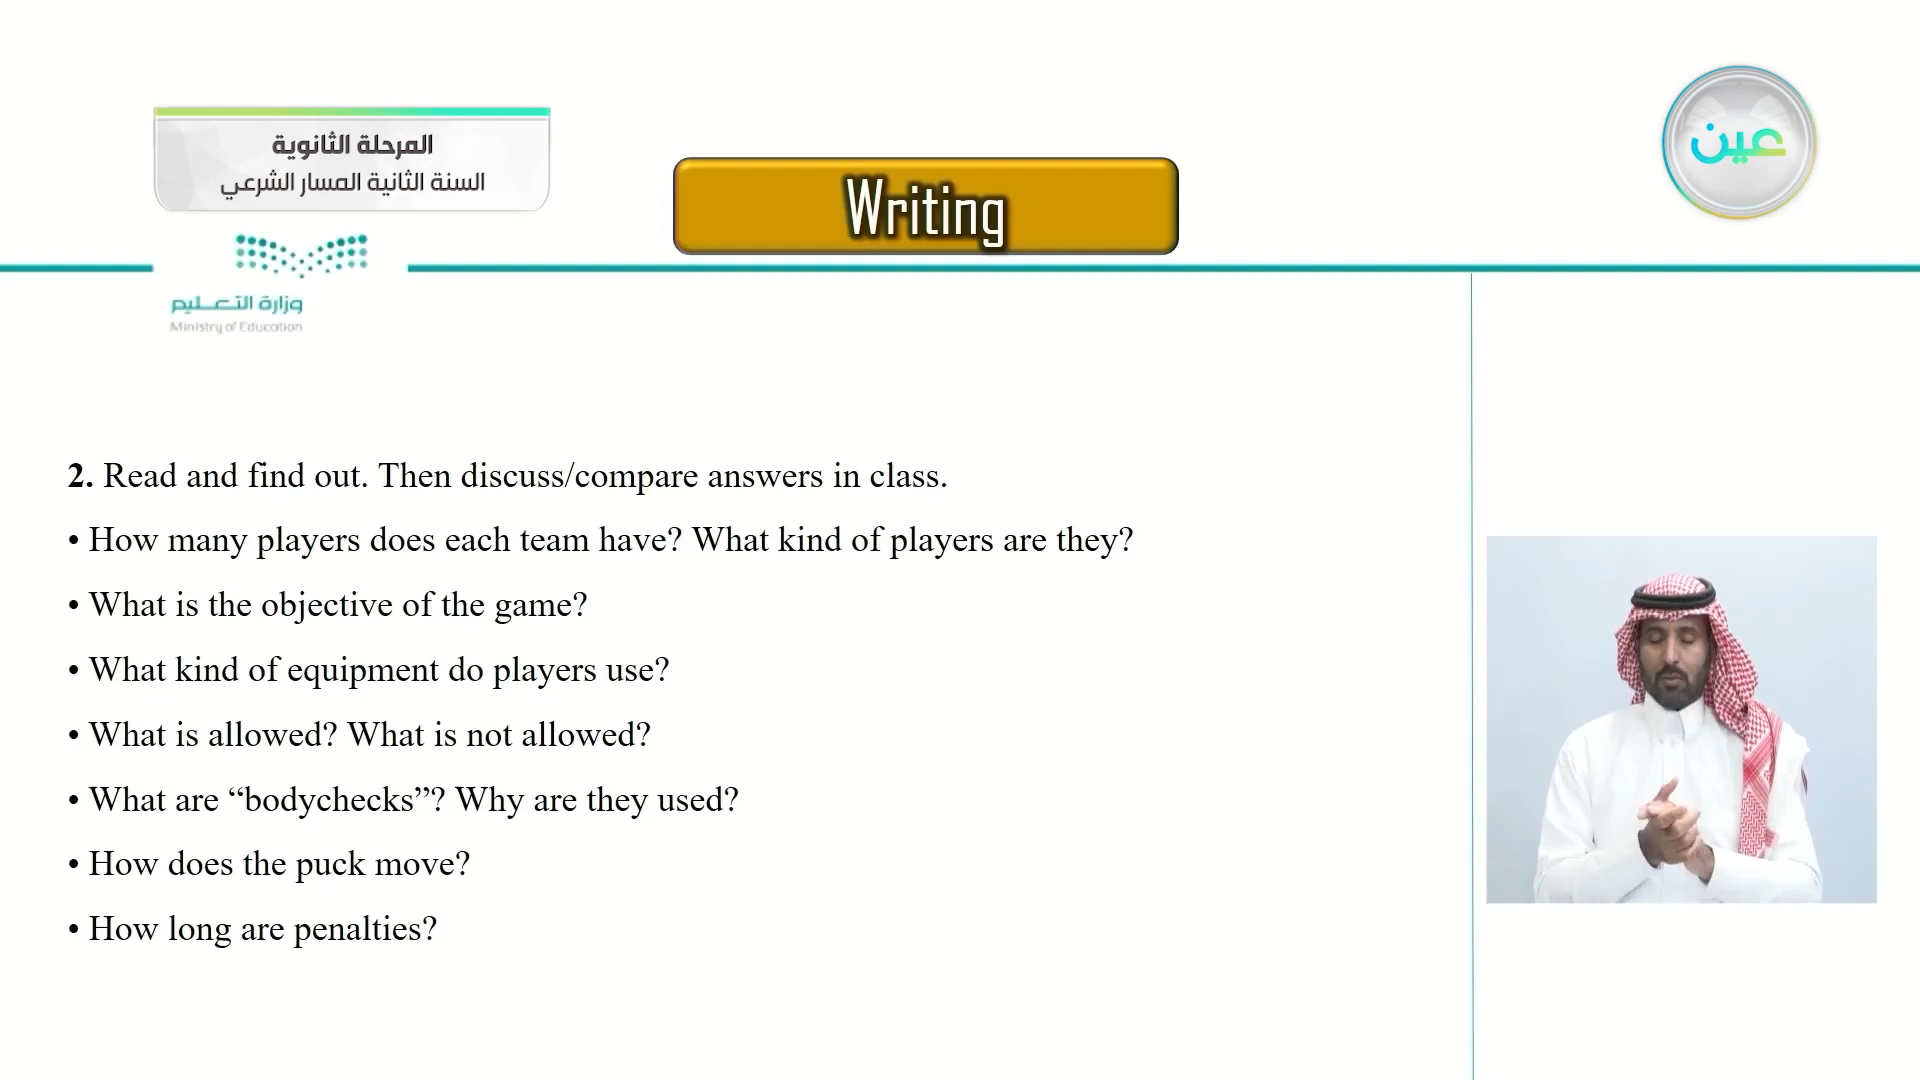 المرحلة الثانوية
السنة الثانية المسار الشرعي
عين
Writing
وزارة التعليم
Ministry of Education
2. Read and find out. Then discuss/compare answers in class.
• How many players does each team have? What kind of players are they?
• What is the objective of the game?
• What kind of equipment do players use?
• What is allowed? What is not allowed?
• What are “bodychecks”? Why are they used?
• How does the puck move?
• How long are penalties?